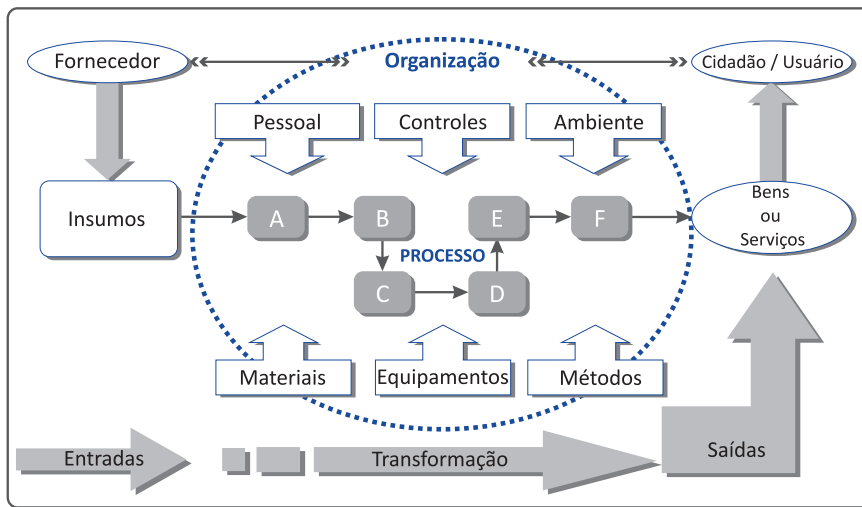 Fornecedor
Organização
Cidadão / Usuário
Pessoal
Controles
Ambiente
Insumos
A
B
E
F
Bens
ou
Serviços
PROCESSO
C
D
Materiais
Equipamentos
Métodos
Entradas
Transformação
Saídas